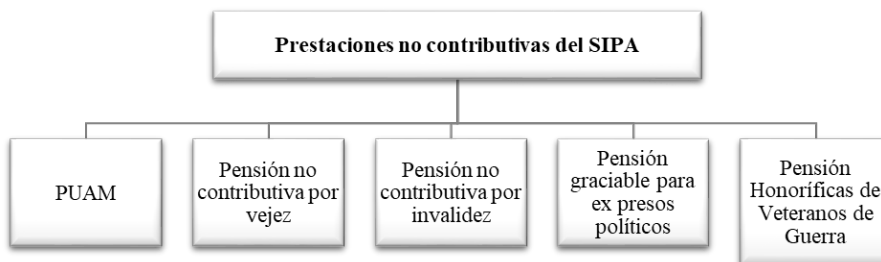 Prestaciones no contributivas del SIPA
PUAM
Pensión no
contributiva por
vejez
Pensión no
contributiva por
invalidez
Pensión
graciable para
ex presos
políticos
Pensión
Honoríficas de
Veteranos de
Guerra